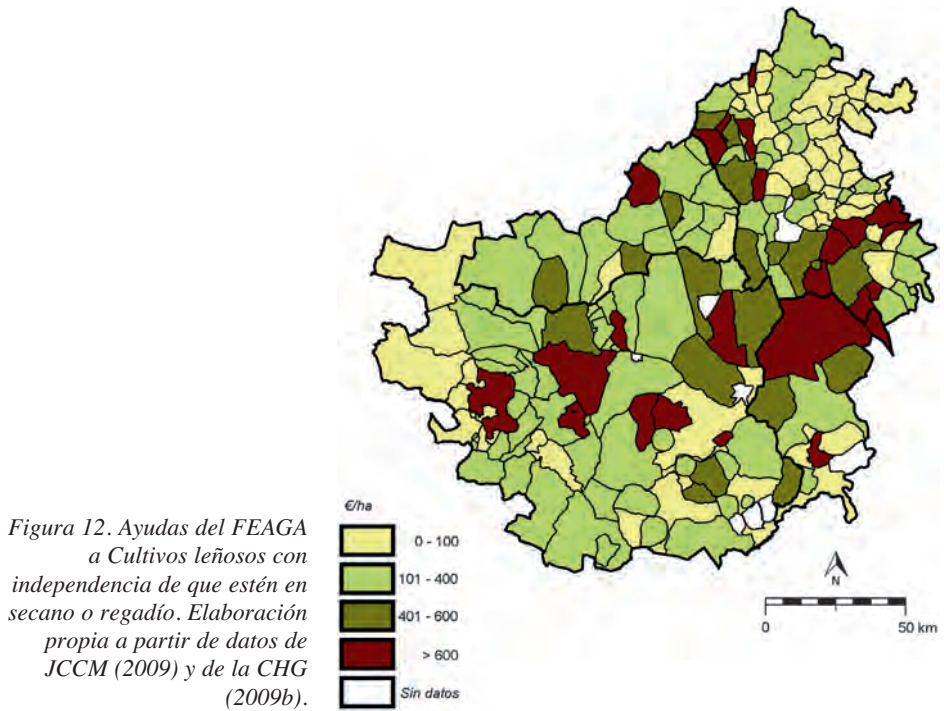 Figura 12. Ayudas del FEAGA
a Cultivos leñosos con
independencia de que estén en
secano o regadío. Elaboración
propia a partir de datos de
JCCM (2009) y de la CHG
(2009b).
€/ha
0 - 100
101 - 400
401 - 600
> 600
Sin datos
N
0 50 km